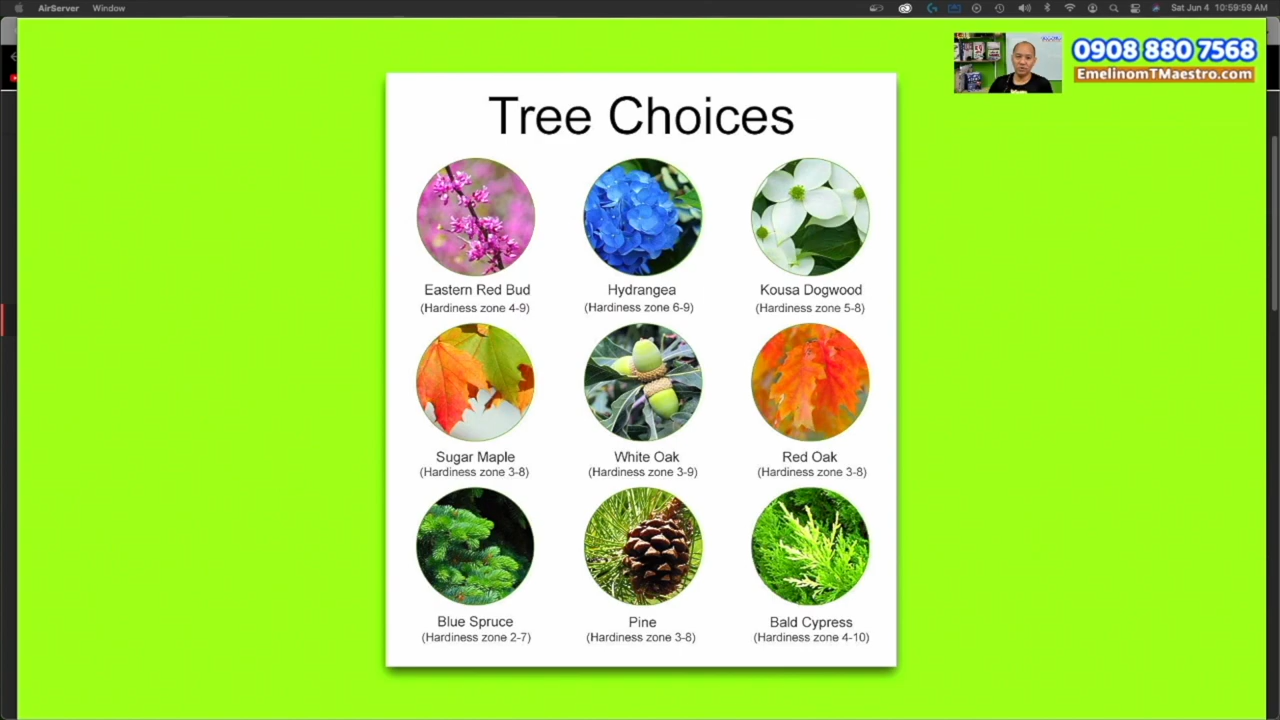 AirServer Window
Sat Jun 4 10:59:59 AM
0908 880 7568
EmelinomTMaestro.com
Tree Choices
Eastern Red Bud
(Hardiness zone 4-9)
Hydrangea
(Hardiness zone 6-9)
Kousa Dogwood
(Hardiness zone 5-8)
Sugar Maple
(Hardiness zone 3-8)
White Oak
(Hardiness zone 3-9)
Red Oak
(Hardiness zone 3-8)
Blue Spruce
(Hardiness zone 2-7)
Pine
(Hardiness zone 3-8)
Bald Cypress
(Hardiness zone 4-10)